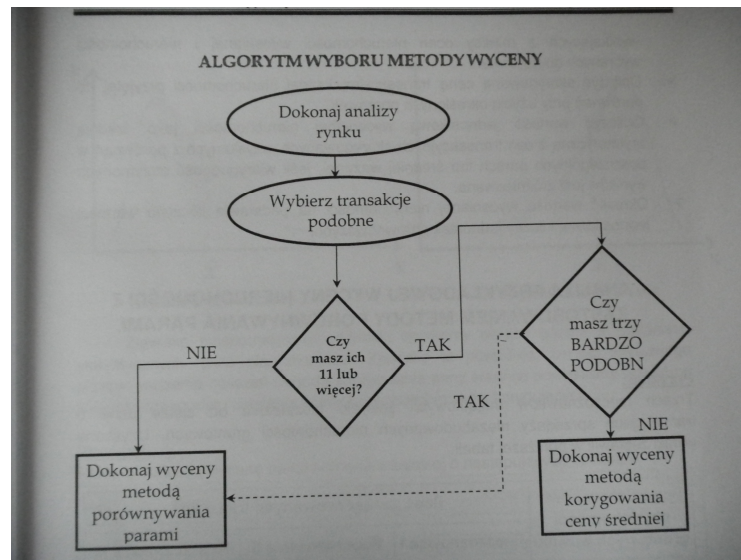 ALGORYTM WYBORU METODY WYCENY
Dokonaj analizy
rynku
Wybierz transakcje
podobne
Czy
masz ich
11 lub
więcej?
NIE
TAK
Czy
masz trzy
BARDZO
PODOBN
TAK
NIE
Dokonaj wyceny
metodą
porównywania
parami
Dokonaj wyceny
metodą
korygowania
ceny średniej